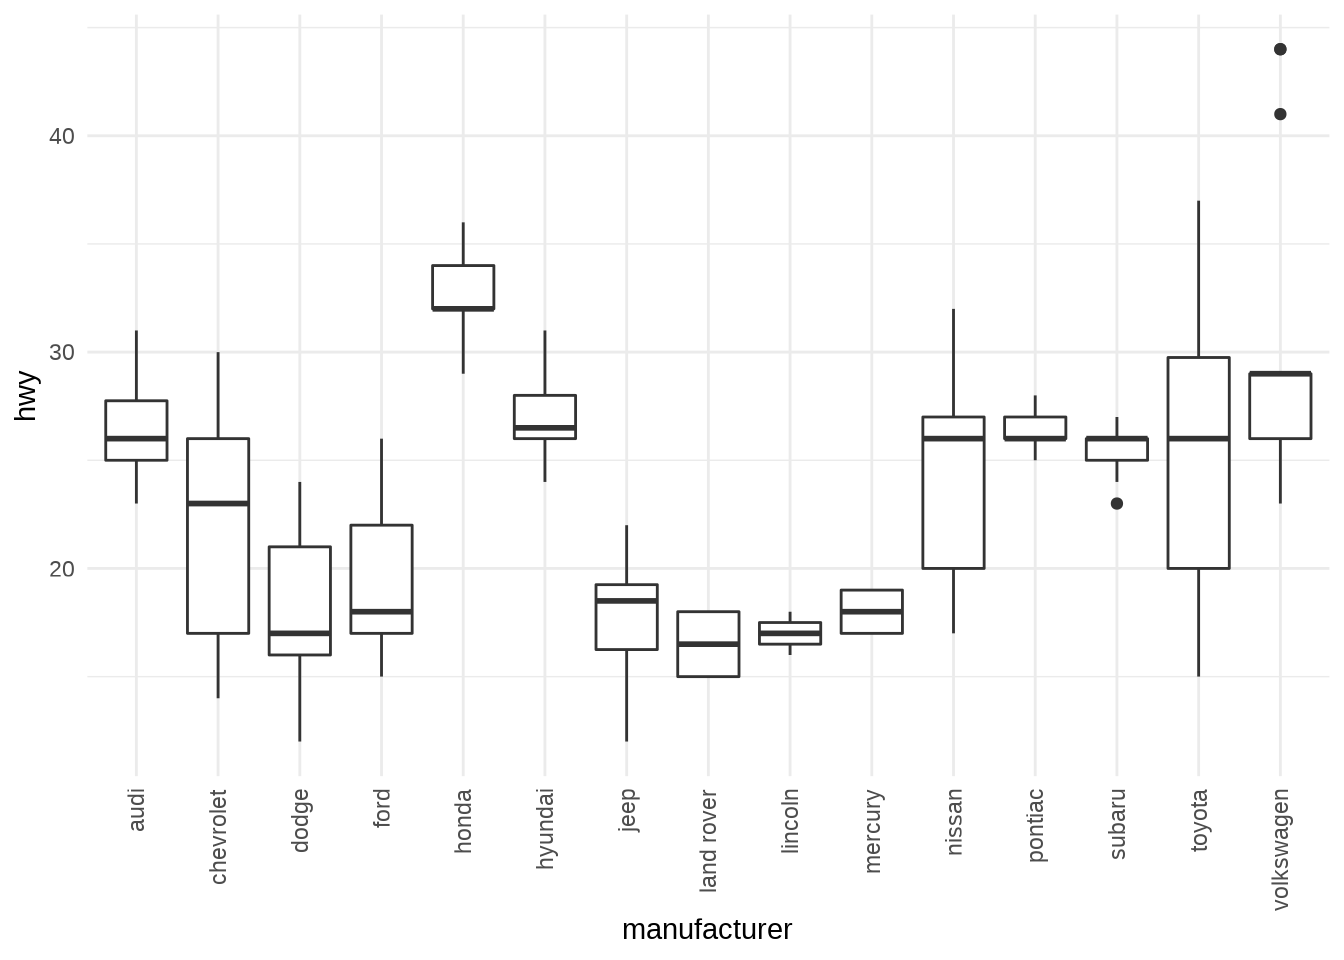 hwy
40
30
20
audi
chevrolet
dodge
ford
honda
hyundai
jeep
land rover
lincoln
mercury
nissan
pontiac
subaru
toyota
volkswagen
manufacturer